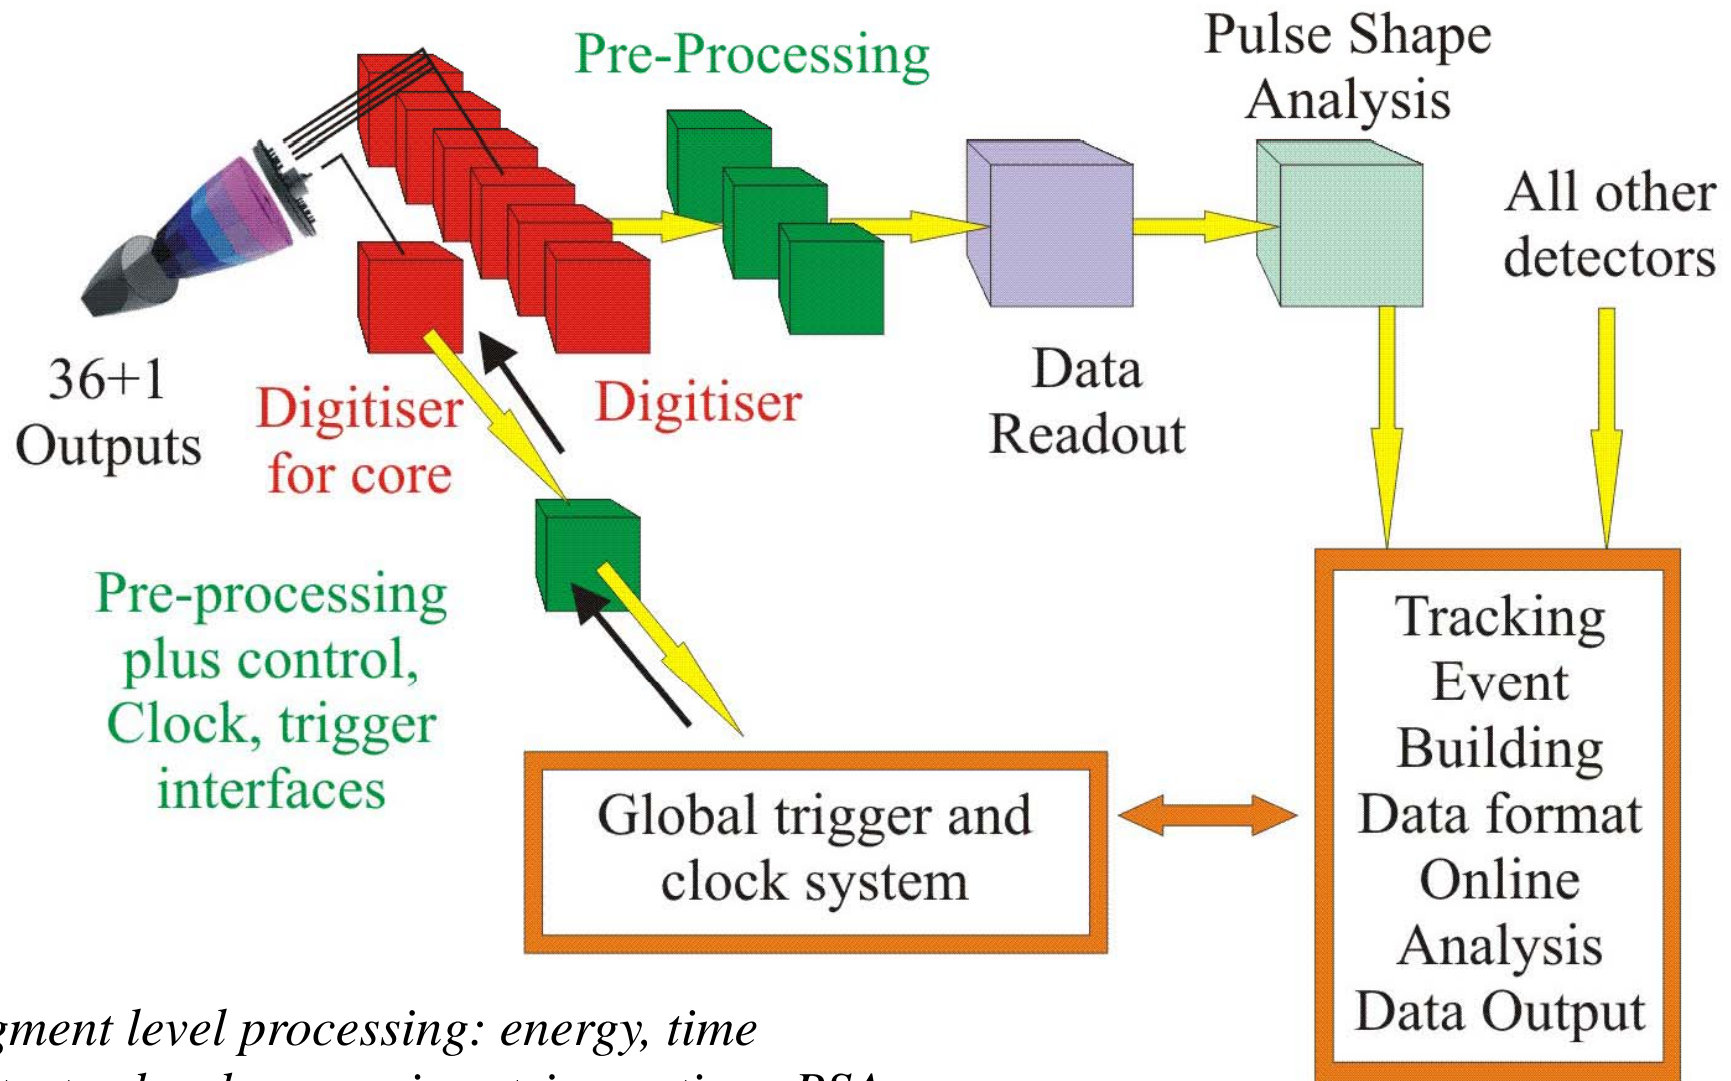 Pre-Processing
Pulse Shape
Analysis
All other
detectors
36+1
Outputs
Digitiser
for core
Digitiser
Data
Readout
Pre-processing
plus control,
Clock, trigger
interfaces
Global trigger and
clock system
Tracking
Event
Building
Data format
Online
Analysis
Data Output
level processing: energy, time